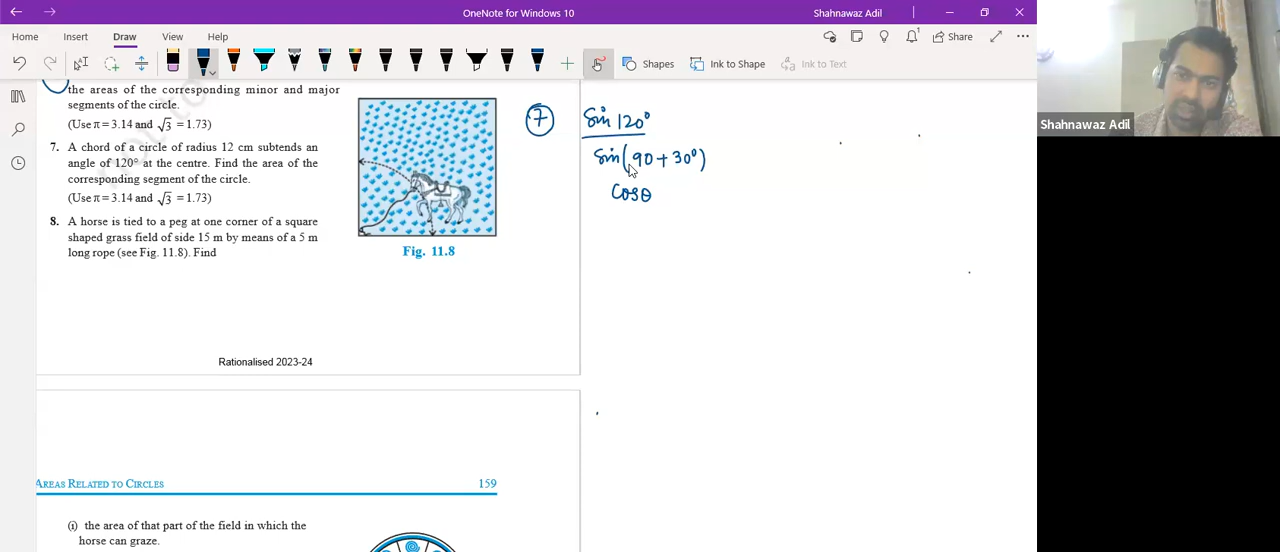 OneNote for Windows 10
Shahnawaz Adil
Home Insert Draw View Help
Share
Shapes
Ink to Shape
Ink to Text
the areas of the corresponding minor and major
segments of the circle.
(Use π = 3.14 and √3 = 1.73)
7. A chord of a circle of radius 12 cm subtends an
angle of 120° at the centre. Find the area of the
corresponding segment of the circle.
(Use π = 3.14 and √3 = 1.73)
8. A horse is tied to a peg at one corner of a square
shaped grass field of side 15 m by means of a 5 m
long rope (see Fig. 11.8). Find
Fig. 11.8
Rationalised 2023-24
AREAS RELATED TO CIRCLES 159
(i) the area of that part of the field in which the
horse can graze.
7
Sin 120°
Sin(90+30°)
Cosθ
Shahnawaz Adil